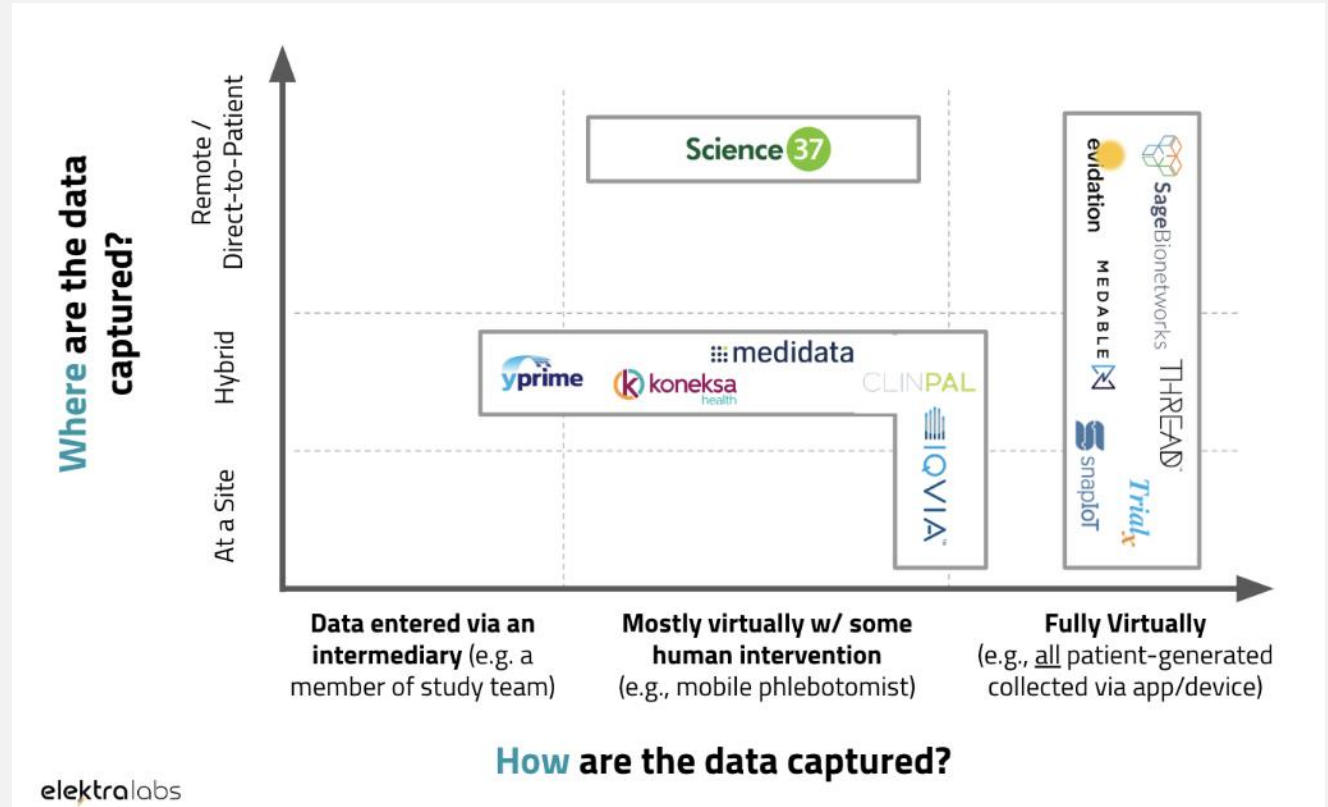 Where are the data
captured?
Remote /
Direct-to-Patient
Hybrid
At a Site
Science 37
evidation
SageBionetworks
MEDABLE
THREAD
snapIoT
Trialx
yprime
koneksa
health
medidata
CLINPAL
IQVIA™
Data entered via an
intermediary (e.g. a
member of study team)
Mostly virtually w/ some
human intervention
(e.g., mobile phlebotomist)
Fully Virtually
(e.g., all patient-generated
collected via app/device)
How are the data captured?
elektralabs